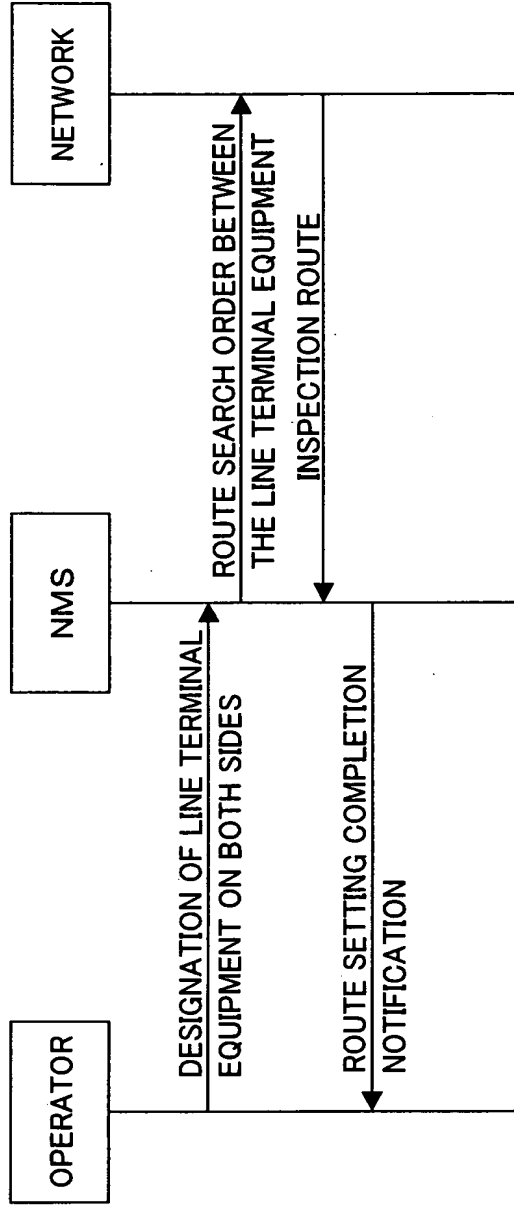 OPERATOR
NMS
NETWORK
DESIGNATION OF LINE TERMINAL
EQUIPMENT ON BOTH SIDES
ROUTE SEARCH ORDER BETWEEN
THE LINE TERMINAL EQUIPMENT
INSPECTION ROUTE
ROUTE SETTING COMPLETION
NOTIFICATION